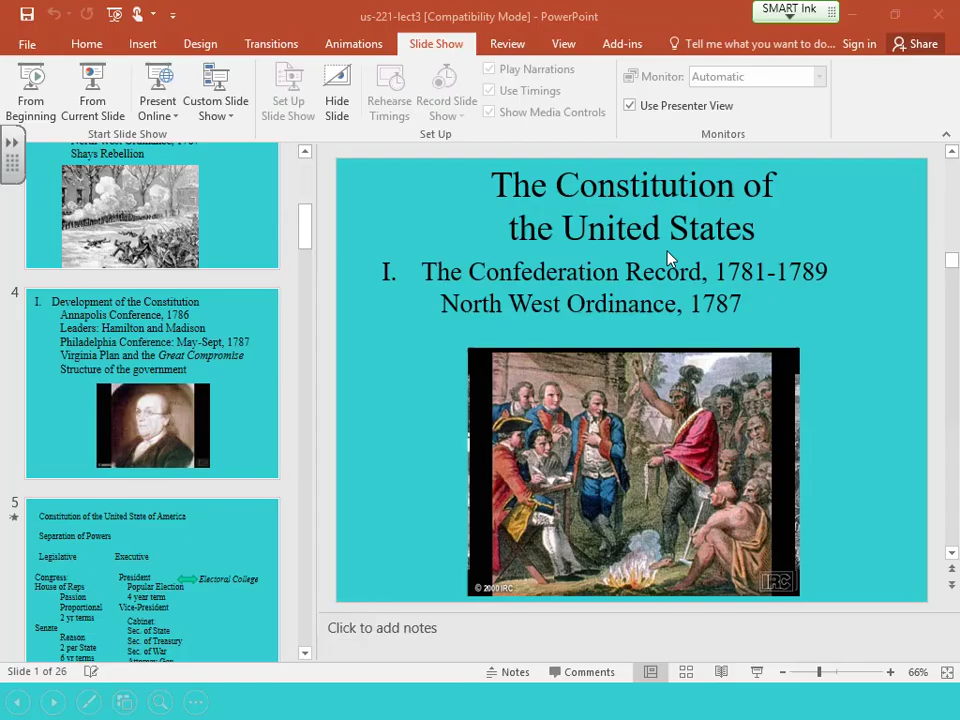 us-221-lect3 [Compatibility Mode] - PowerPoint
SMART Ink
File Home Insert Design Transitions Animations Slide Show Review View Add-ins Tell me what you want to do... Sign in Share
From Beginning
From Current Slide
Present Online
Custom Slide Show
Start Slide Show
Set Up Slide Show
Hide Slide
Rehearse Timings
Record Slide Show
Play Narrations
Use Timings
Show Media Controls
Set Up
Monitor: Automatic
Use Presenter View
Monitors
Shays Rebellion
4
I. Development of the Constitution
Annapolis Conference, 1786
Leaders: Hamilton and Madison
Philadelphia Conference: May-Sept, 1787
Virginia Plan and the Great Compromise
Structure of the government
5
Constitution of the United State of America
Separation of Powers
Legislative Executive
Congress: President Electoral College
House of Reps Popular Election
Passion 4 year term
Proportional Vice-President
2 yr terms
Cabinet:
Senate Sec. of State
Reason Sec. of Treasury
2 per State Sec. of War
6 yr terms
The Constitution of
the United States
I. The Confederation Record, 1781-1789
North West Ordinance, 1787
© 2000 IRC
IRC
Click to add notes
Slide 1 of 26
Notes Comments 66%